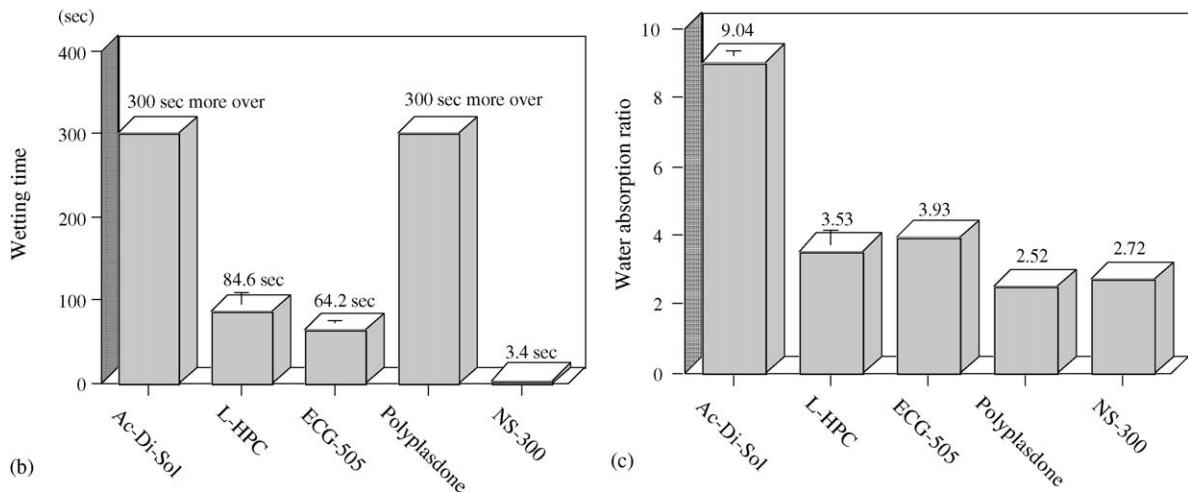 (sec)
Wetting time
400
300
200
100
0
300 sec more over
84.6 sec
64.2 sec
300 sec more over
3.4 sec
Ac-Di-Sol
L-HPC
ECG-505
Polyplasdone
NS-300
(b)
Water absorption ratio
10
8
6
4
2
0
9.04
3.53
3.93
2.52
2.72
Ac-Di-Sol
L-HPC
ECG-505
Polyplasdone
NS-300
(c)